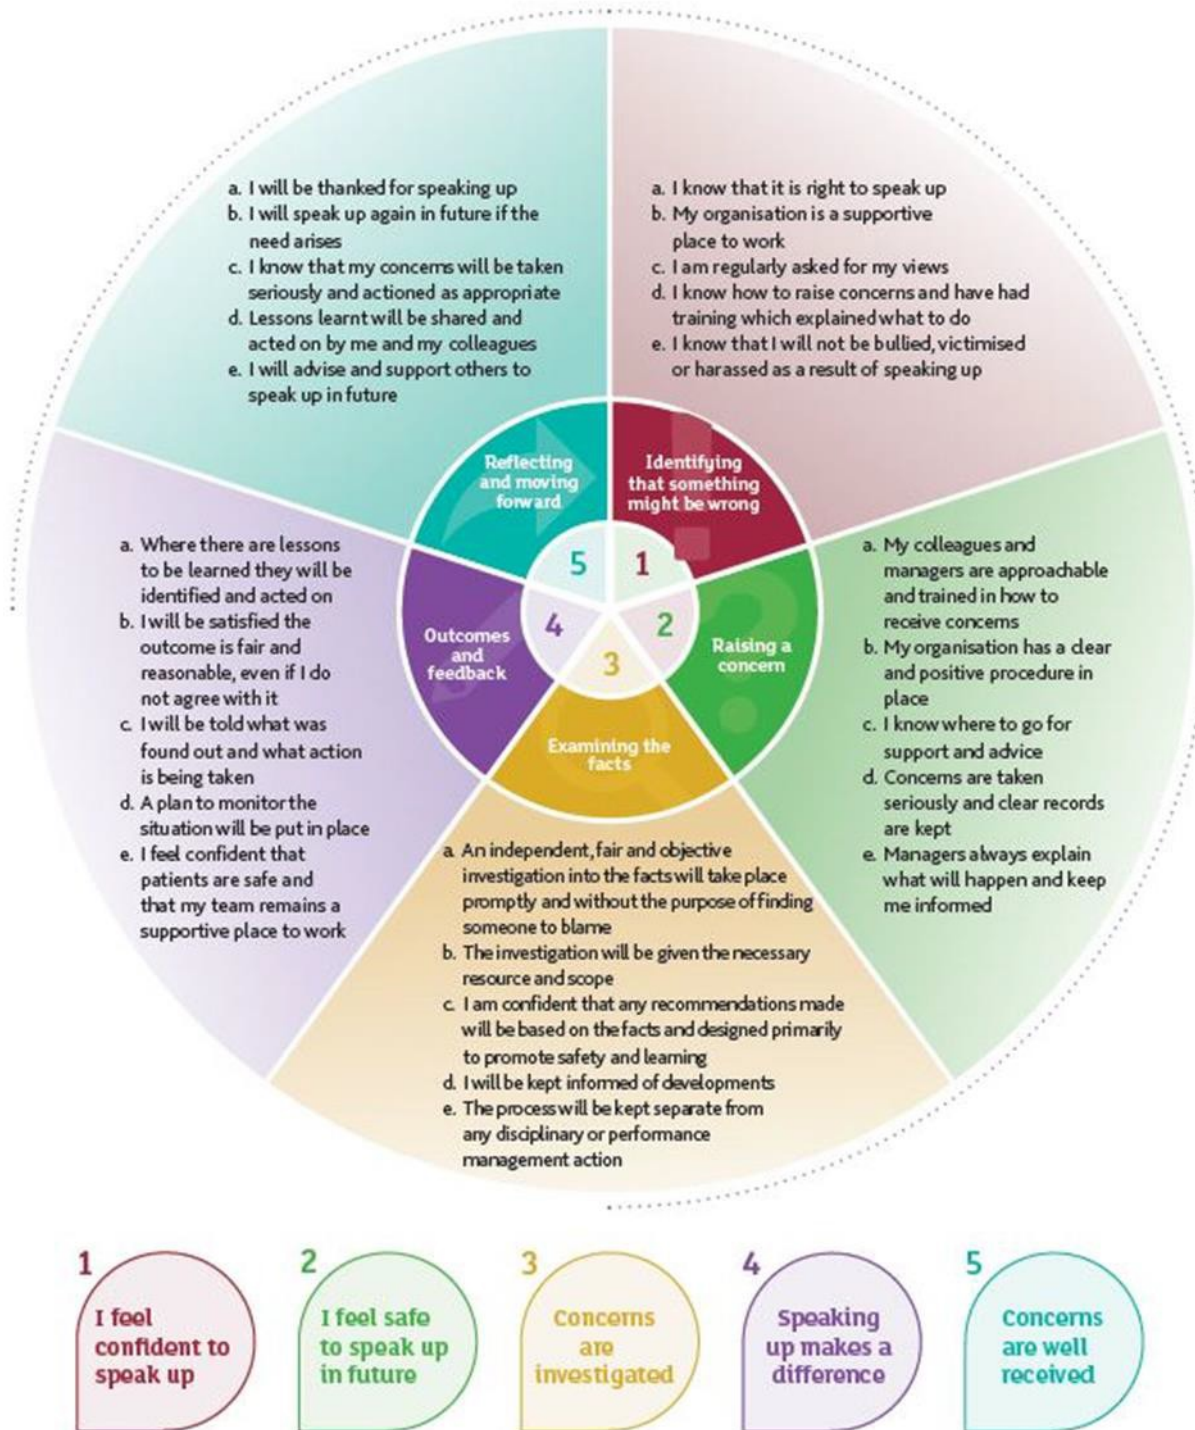 a. I will be thanked for speaking up
b. I will speak up again in future if the
need arises
c. I know that my concerns will be taken
seriously and actioned as appropriate
d. Lessons learnt will be shared and
acted on by me and my colleagues
e. I will advise and support others to
speak up in future
a. I know that it is right to speak up
b. My organisation is a supportive
place to work
c. I am regularly asked for my views
d. I know how to raise concerns and have had
training which explained what to do
e. I know that I will not be bullied, victimised
or harassed as a result of speaking up
Reflecting
and moving
forward
Identifying
that something
might be wrong
5
1
4
2
3
Outcomes
and
feedback
Raising a
concern
Examining the
facts
a. Where there are lessons
to be learned they will be
identified and acted on
b. I will be satisfied the
outcome is fair and
reasonable, even if I do
not agree with it
c. I will be told what was
found out and what action
is being taken
d. A plan to monitor the
situation will be put in place
e. I feel confident that
patients are safe and
that my team remains a
supportive place to work
a. My colleagues and
managers are approachable
and trained in how to
receive concerns
b. My organisation has a clear
and positive procedure in
place
c. I know where to go for
support and advice
d. Concerns are taken
seriously and clear records
are kept
e. Managers always explain
what will happen and keep
me informed
a. An independent, fair and objective
investigation into the facts will take place
promptly and without the purpose of finding
someone to blame
b. The investigation will be given the necessary
resource and scope
c. I am confident that any recommendations made
will be based on the facts and designed primarily
to promote safety and learning
d. I will be kept informed of developments
e. The process will be kept separate from
any disciplinary or performance
management action
1
I feel
confident to
speak up
2
I feel safe
to speak up
in future
3
Concerns
are
investigated
4
Speaking
up makes a
difference
5
Concerns
are well
received